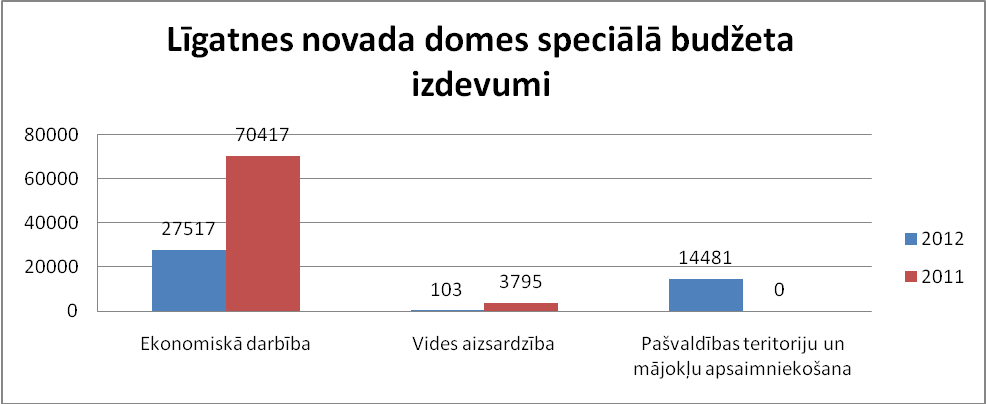 Līgatnes novada domes speciālā budžeta
izdevumi
80000
60000
40000
20000
0
70417
27517
103
3795
14481
0
Ekonomiskā darbība
Vides aizsardzība
Pašvaldības teritoriju un
mājokļu apsaimniekošana
2012
2011